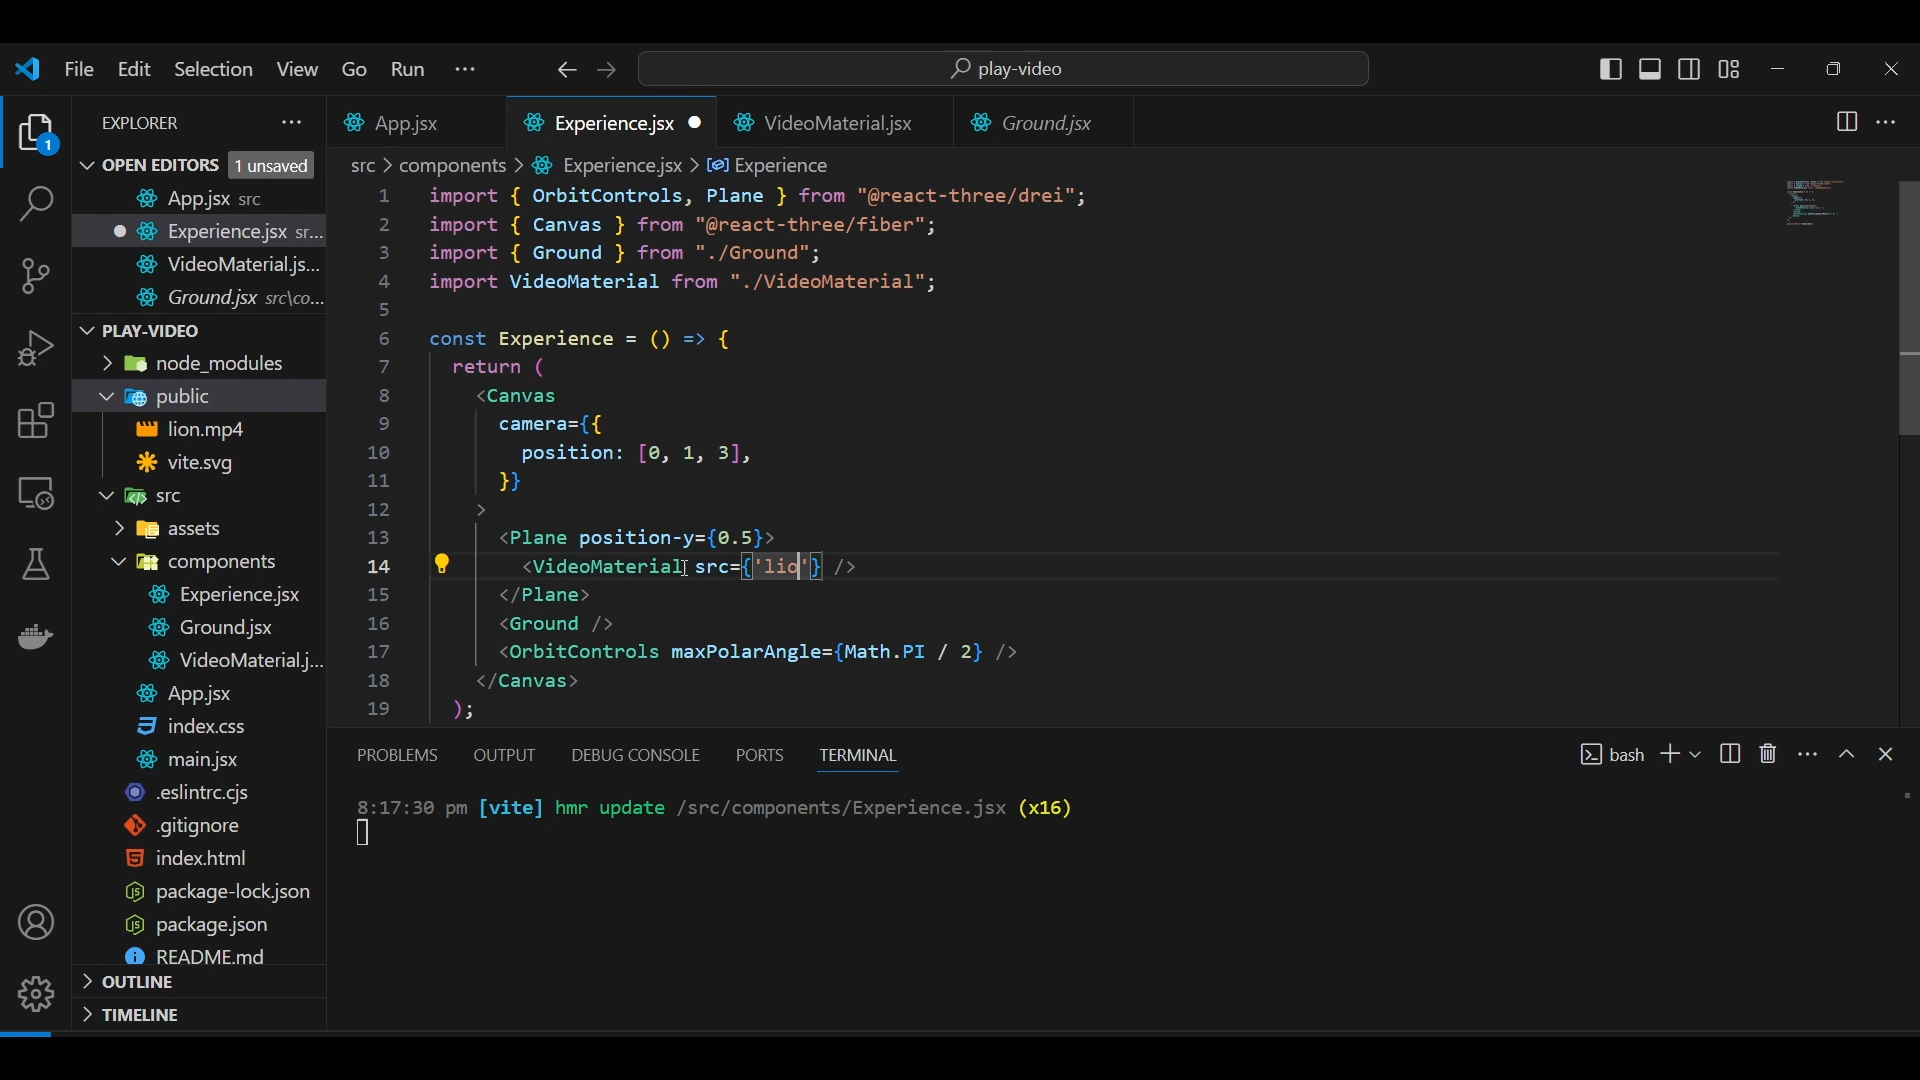 File Edit Selection View Go Run ... play-video
EXPLORER ...
OPEN EDITORS 1 unsaved
App.jsx src
Experience.jsx sr...
VideoMaterial.js...
Ground.jsx src\co...
PLAY-VIDEO
node_modules
public
lion.mp4
vite.svg
src
assets
components
Experience.jsx
Ground.jsx
VideoMaterial.j...
App.jsx
index.css
main.jsx
.eslintrc.cjs
.gitignore
index.html
package-lock.json
package.json
README.md
OUTLINE
TIMELINE
1
App.jsx Experience.jsx VideoMaterial.jsx Ground.jsx
src > components > Experience.jsx > Experience
1 import { OrbitControls, Plane } from "@react-three/drei";
2 import { Canvas } from "@react-three/fiber";
3 import { Ground } from "./Ground";
4 import VideoMaterial from "./VideoMaterial";
5
6 const Experience = () => {
7 return (
8 <Canvas
9 camera={{
10 position: [0, 1, 3],
11 }}
12 >
13 <Plane position-y={0.5}>
14 <VideoMaterial src={'lio'} />
15 </Plane>
16 <Ground />
17 <OrbitControls maxPolarAngle={Math.PI / 2} />
18 </Canvas>
19 );
PROBLEMS OUTPUT DEBUG CONSOLE PORTS TERMINAL bash
8:17:30 pm [vite] hmr update /src/components/Experience.jsx (x16)